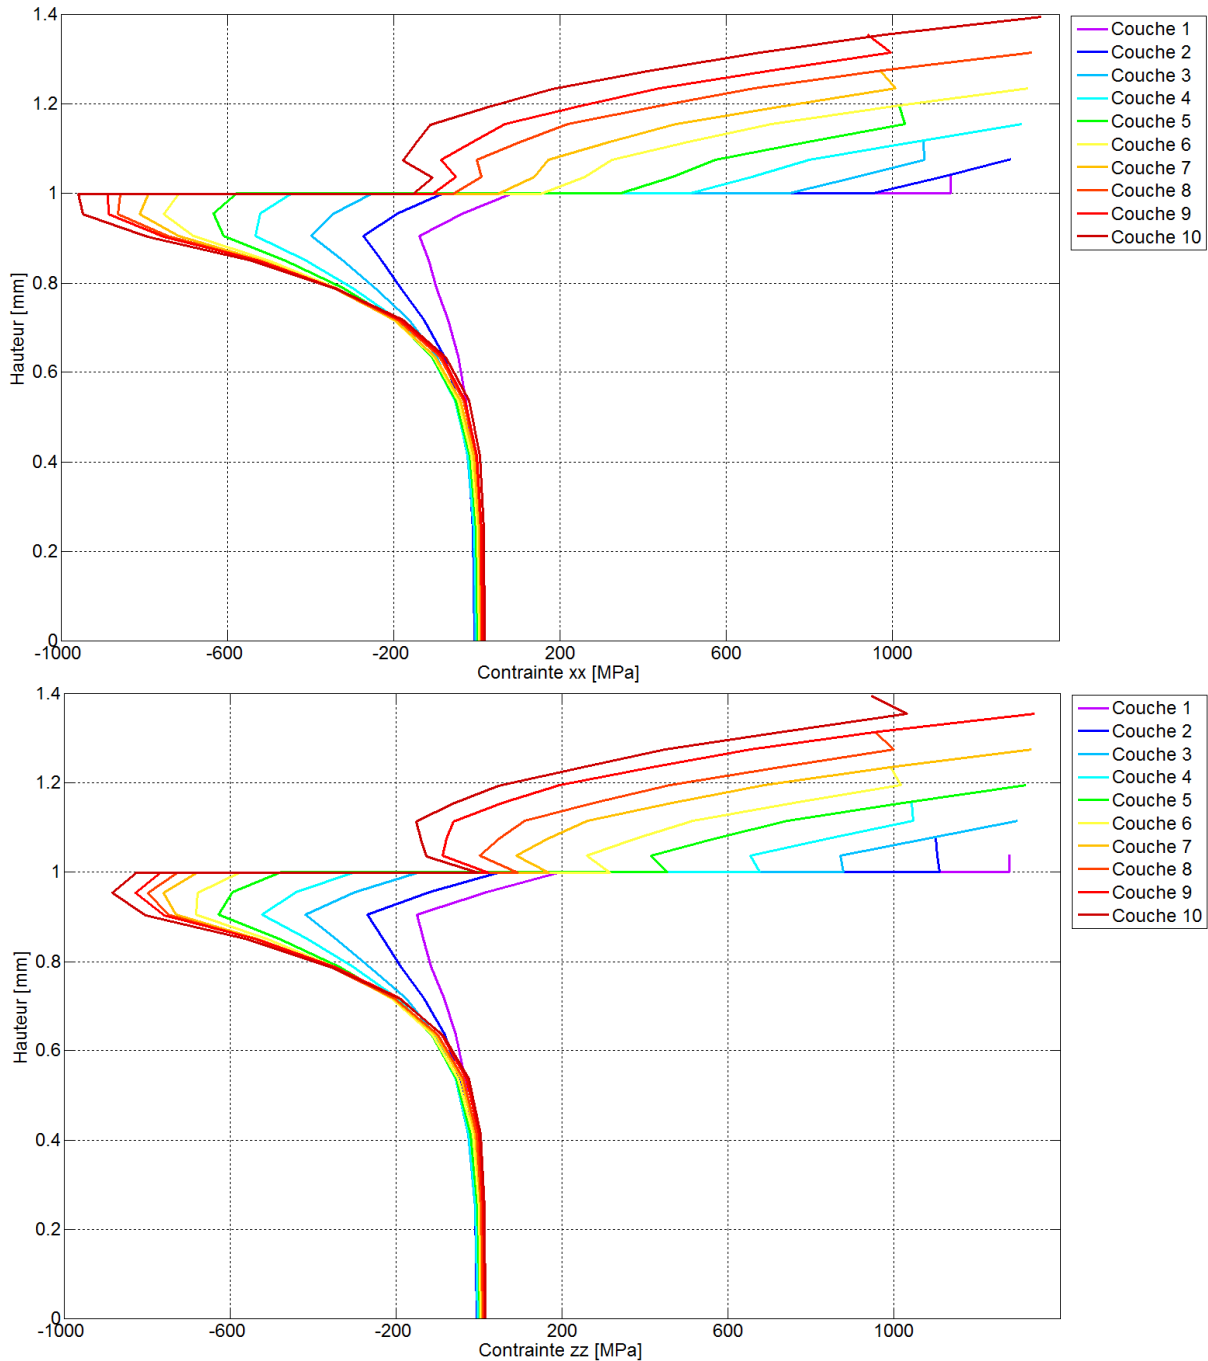 1.4
1.2
1
0.8
0.6
0.4
0.2
0
Hauteur [mm]
-1000
-600
-200
200
600
1000
Contrainte xx [MPa]
Couche 1
Couche 2
Couche 3
Couche 4
Couche 5
Couche 6
Couche 7
Couche 8
Couche 9
Couche 10
1.4
1.2
1
0.8
0.6
0.4
0.2
0
Hauteur [mm]
-1000
-600
-200
200
600
1000
Contrainte zz [MPa]
Couche 1
Couche 2
Couche 3
Couche 4
Couche 5
Couche 6
Couche 7
Couche 8
Couche 9
Couche 10